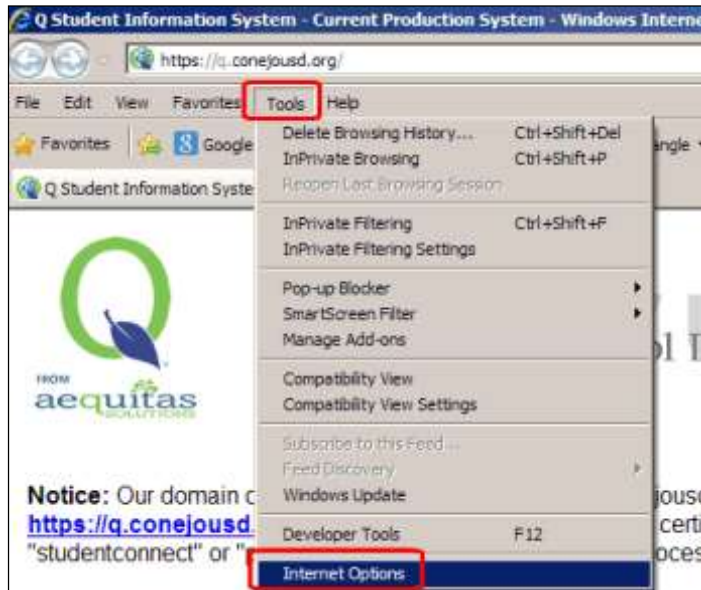 Q Student Information System - Current Production System - Windows Interne
https://q.conejousd.org/
File Edit View Favorites Tools Help
Favorites Google
Q Student Information Syste
Delete Browsing History... Ctrl+Shift+Del
InPrivate Browsing Ctrl+Shift+P
Reopen Last Browsing Session
InPrivate Filtering Ctrl+Shift+F
InPrivate Filtering Settings
Pop-up Blocker
SmartScreen Filter
Manage Add-ons
Compatibility View
Compatibility View Settings
Subscribe to this Feed...
Feed Discovery
Windows Update
Developer Tools F12
Internet Options
Q
FROM
aequitas
SOLUTIONS
Notice: Our domain
https://q.conejousd.
"studentconnect" or